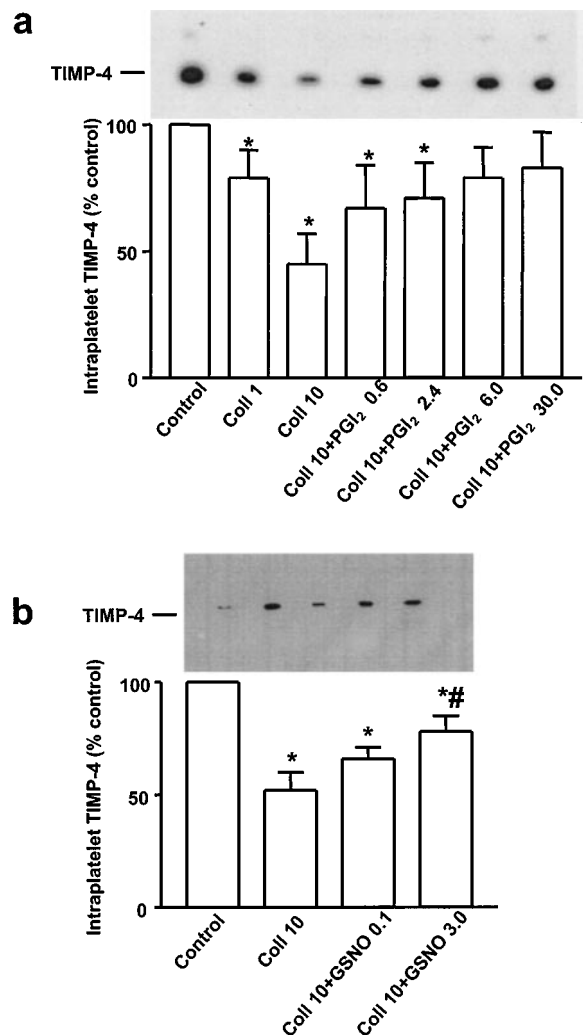 a
TIMP-4
Intraplatelet TIMP-4 (% control)
100
50
0
*
*
*
*
Control
Coll 1
Coll 10
Coll 10+PGI₂ 0.6
Coll 10+PGI₂ 2.4
Coll 10+PGI₂ 6.0
Coll 10+PGI₂ 30.0
b
TIMP-4
Intraplatelet TIMP-4 (% control)
100
50
0
*
*
*#
Control
Coll 10
Coll 10+GSNO 0.1
Coll 10+GSNO 3.0